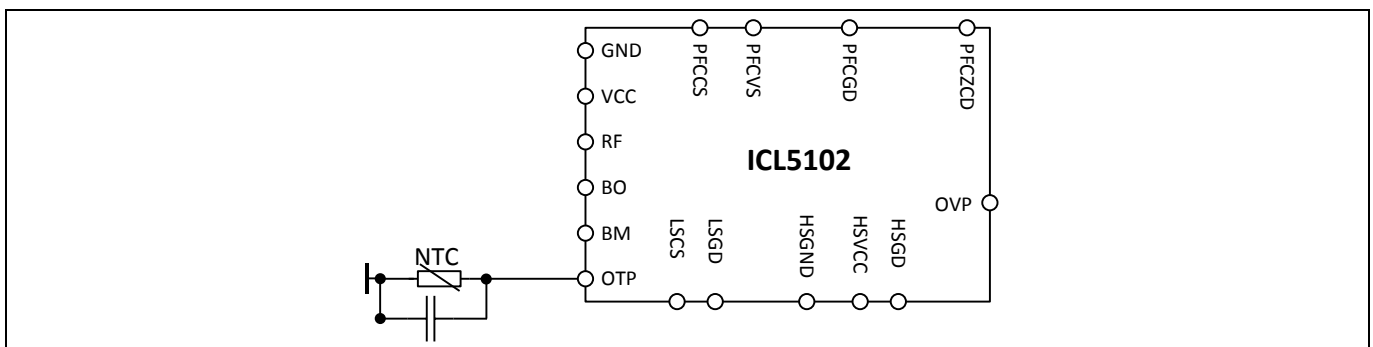 GND
PFCCS
PFCVS
PFCGD
PFCZCD
VCC
RF
ICL5102
BO
OVP
BM
LSCS
LSGD
HSGND
HSVCC
HSGD
NTC
OTP